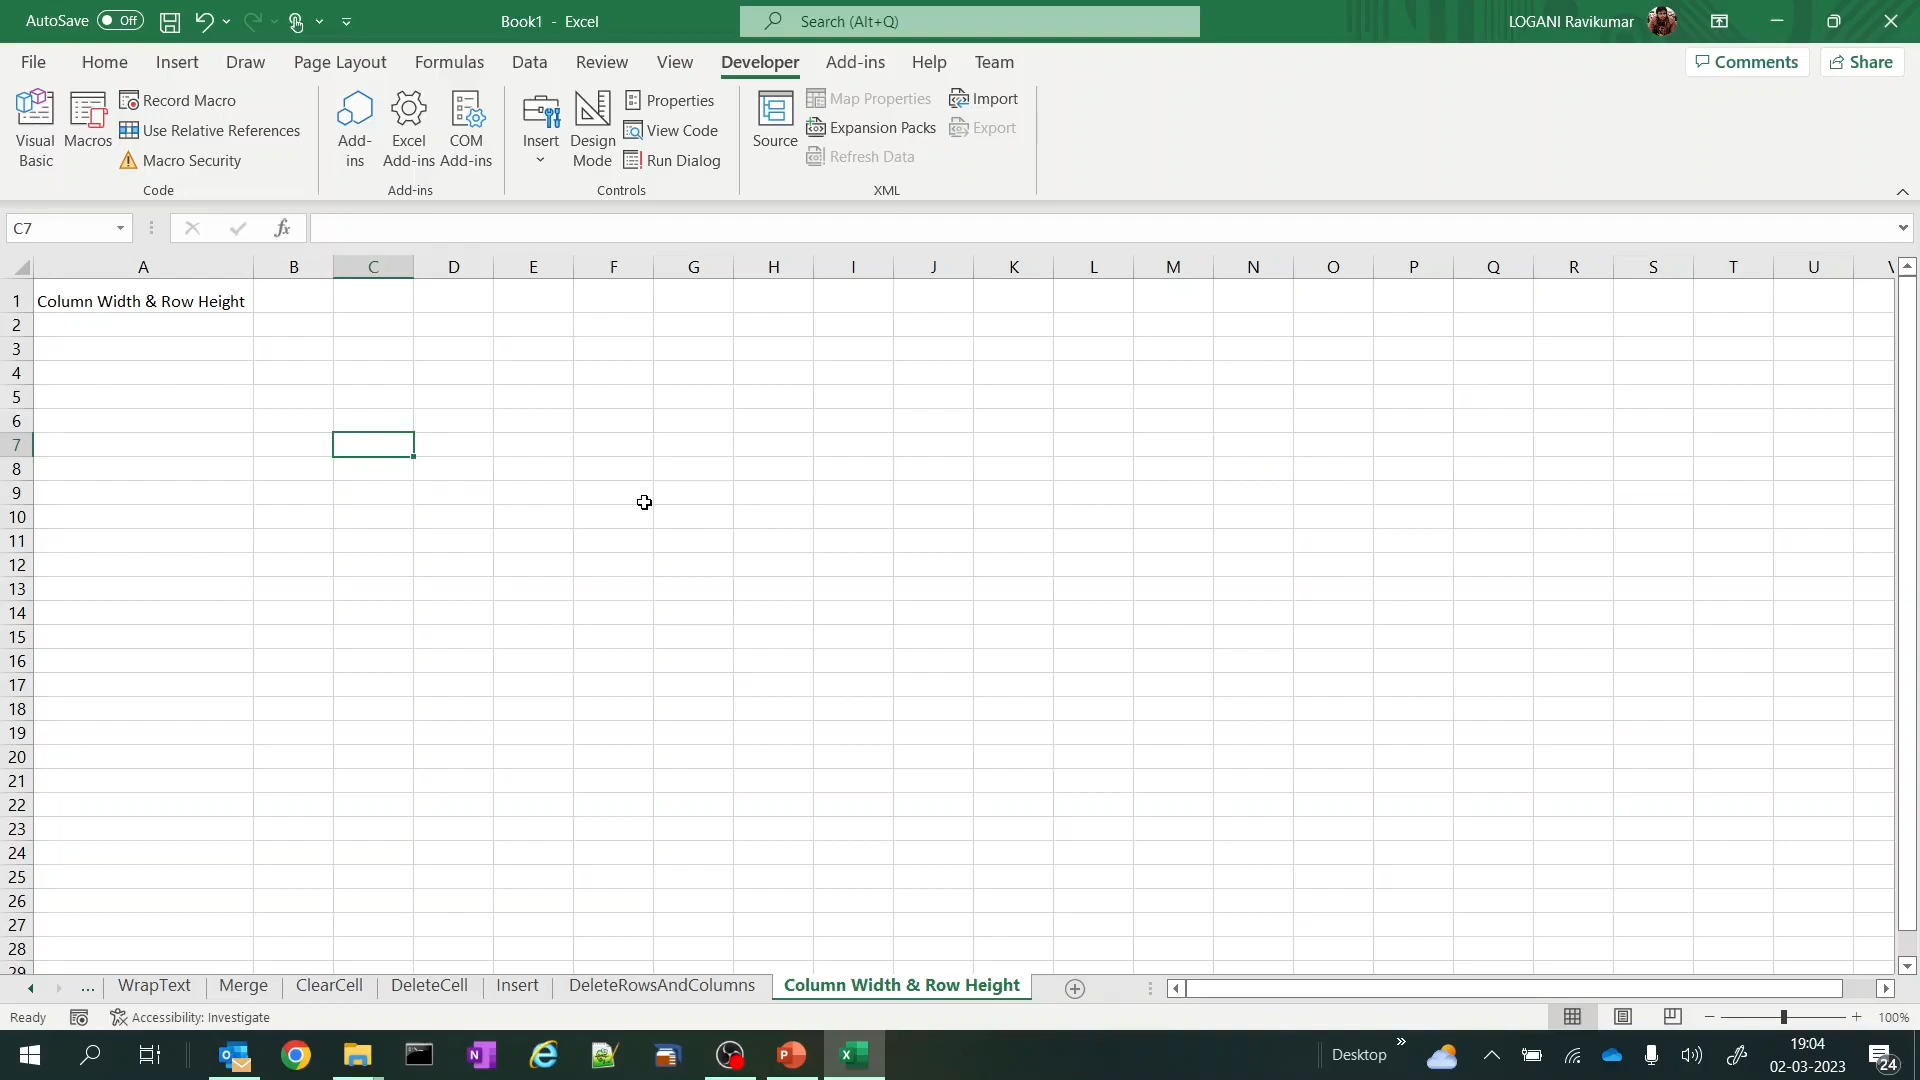 AutoSave Off Book1 - Excel Search (Alt+Q) LOGANI Ravikumar
File Home Insert Draw Page Layout Formulas Data Review View Developer Add-ins Help Team Comments Share
Visual Basic
Macros
Record Macro
Use Relative References
Macro Security
Code
Add-ins
Excel Add-ins
COM Add-ins
Add-ins
Insert
Design Mode
Properties
View Code
Run Dialog
Controls
Source
Map Properties
Expansion Packs
Refresh Data
Import
Export
XML
C7 fx
A B C D E F G H I J K L M N O P Q R S T U V
1 Column Width & Row Height
2
3
4
5
6
7
8
9
10
11
12
13
14
15
16
17
18
19
20
21
22
23
24
25
26
27
28
29
... WrapText Merge ClearCell DeleteCell Insert DeleteRowsAndColumns Column Width & Row Height
Ready Accessibility: Investigate 100%
Desktop 19:04
02-03-2023
24